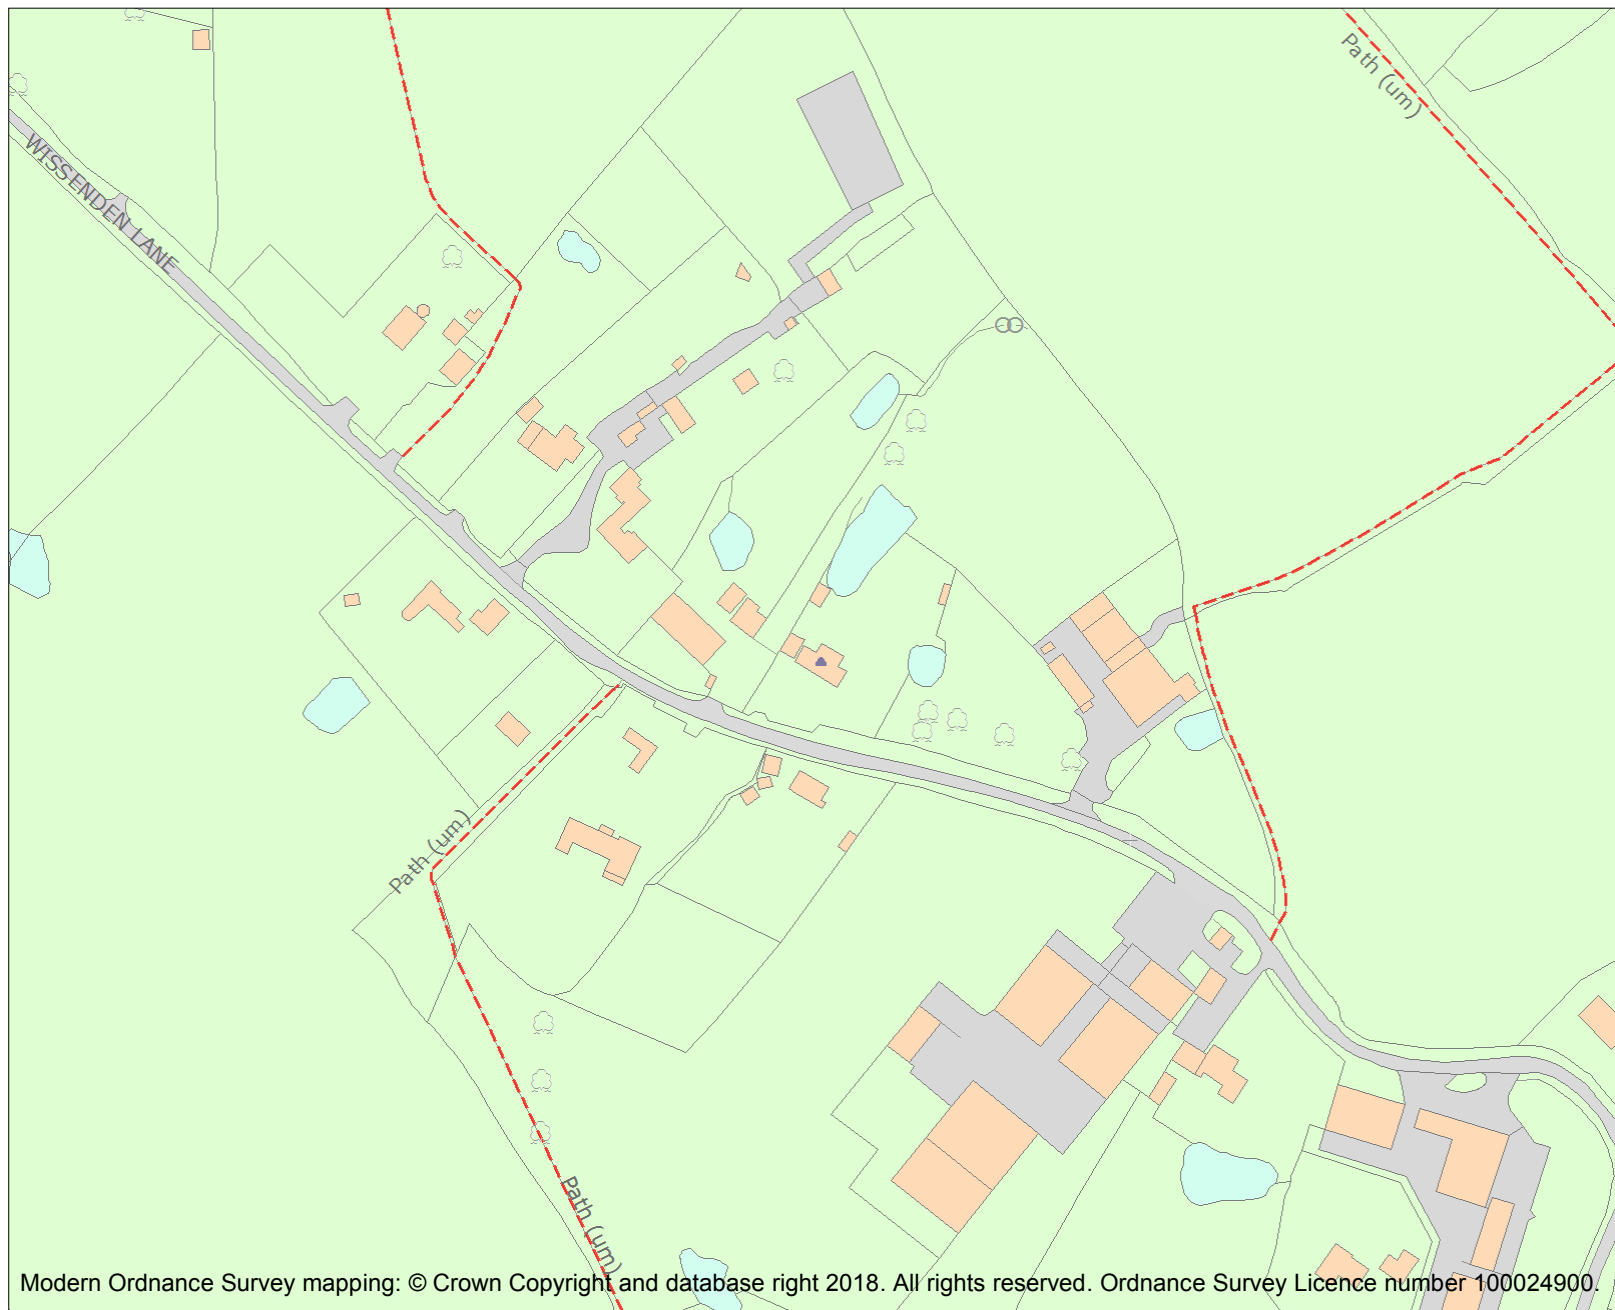 Path (um)
WISSENDEN LANE
Path (um)
Path (um)
Modern Ordnance Survey mapping: © Crown Copyright and database right 2018. All rights reserved. Ordnance Survey Licence number 100024900.